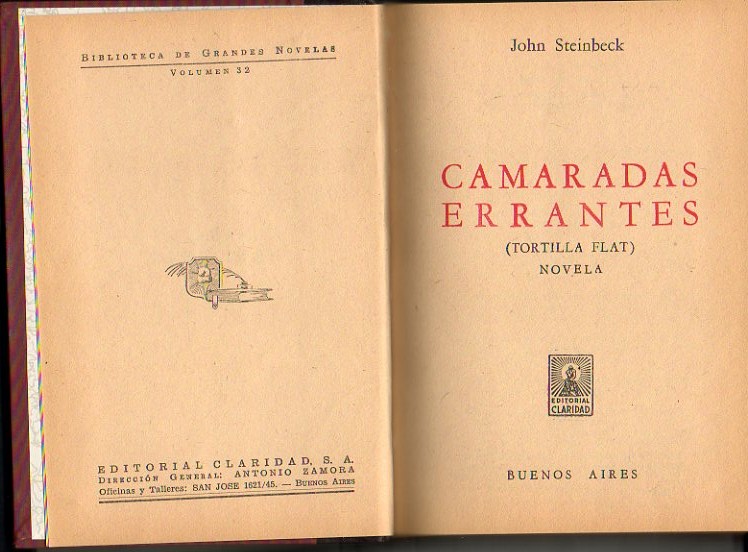 BIBLIOTECA DE GRANDES NOVELAS
VOLUMEN 32
EDITORIAL CLARIDAD, S. A.
DIRECCIÓN GENERAL: ANTONIO ZAMORA
Oficinas y Talleres: SAN JOSE 1621/45. — BUENOS AIRES
John Steinbeck
CAMARADAS
ERRANTES
(TORTILLA FLAT)
NOVELA
EDITORIAL
CLARIDAD
BUENOS AIRES